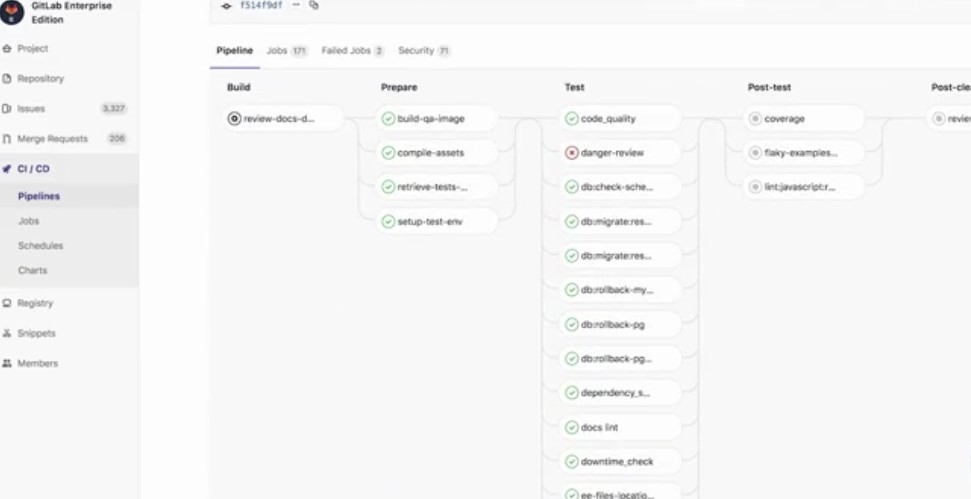 GitLab Enterprise
Edition
Project
Repository
Issues 3,327
Merge Requests 206
CI / CD
Pipelines
Jobs
Schedules
Charts
Registry
Snippets
Members
f514f9df
Pipeline Jobs 171 Failed Jobs 2 Security 71
Build
review-docs-d...
Prepare
build-qa-image
compile-assets
retrieve-tests-...
setup-test-env
Test
code_quality
danger-review
db:check-sche...
db:migrate:res...
db:migrate:res...
db:rollback-my...
db:rollback-pg
db:rollback-pg...
dependency_s...
docs lint
downtime_check
ee-files-locatio...
Post-test
coverage
flaky-examples...
lint:javascript:r...
Post-cle
review